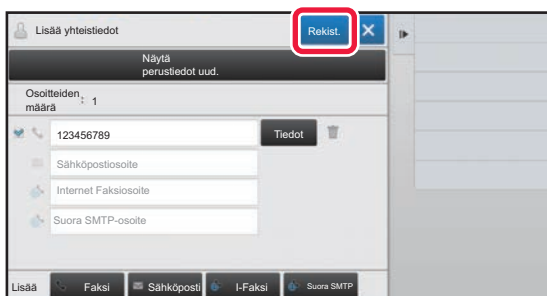 Lisää yhteistiedot
Rekist.
Näytä
perustiedot uud.
Osoitteiden
määrä : 1
123456789
Tiedot
Sähköpostiosoite
Internet Faksiosoite
Suora SMTP-osoite
Lisää
Faksi
Sähköposti
I-Faksi
Suora SMTP